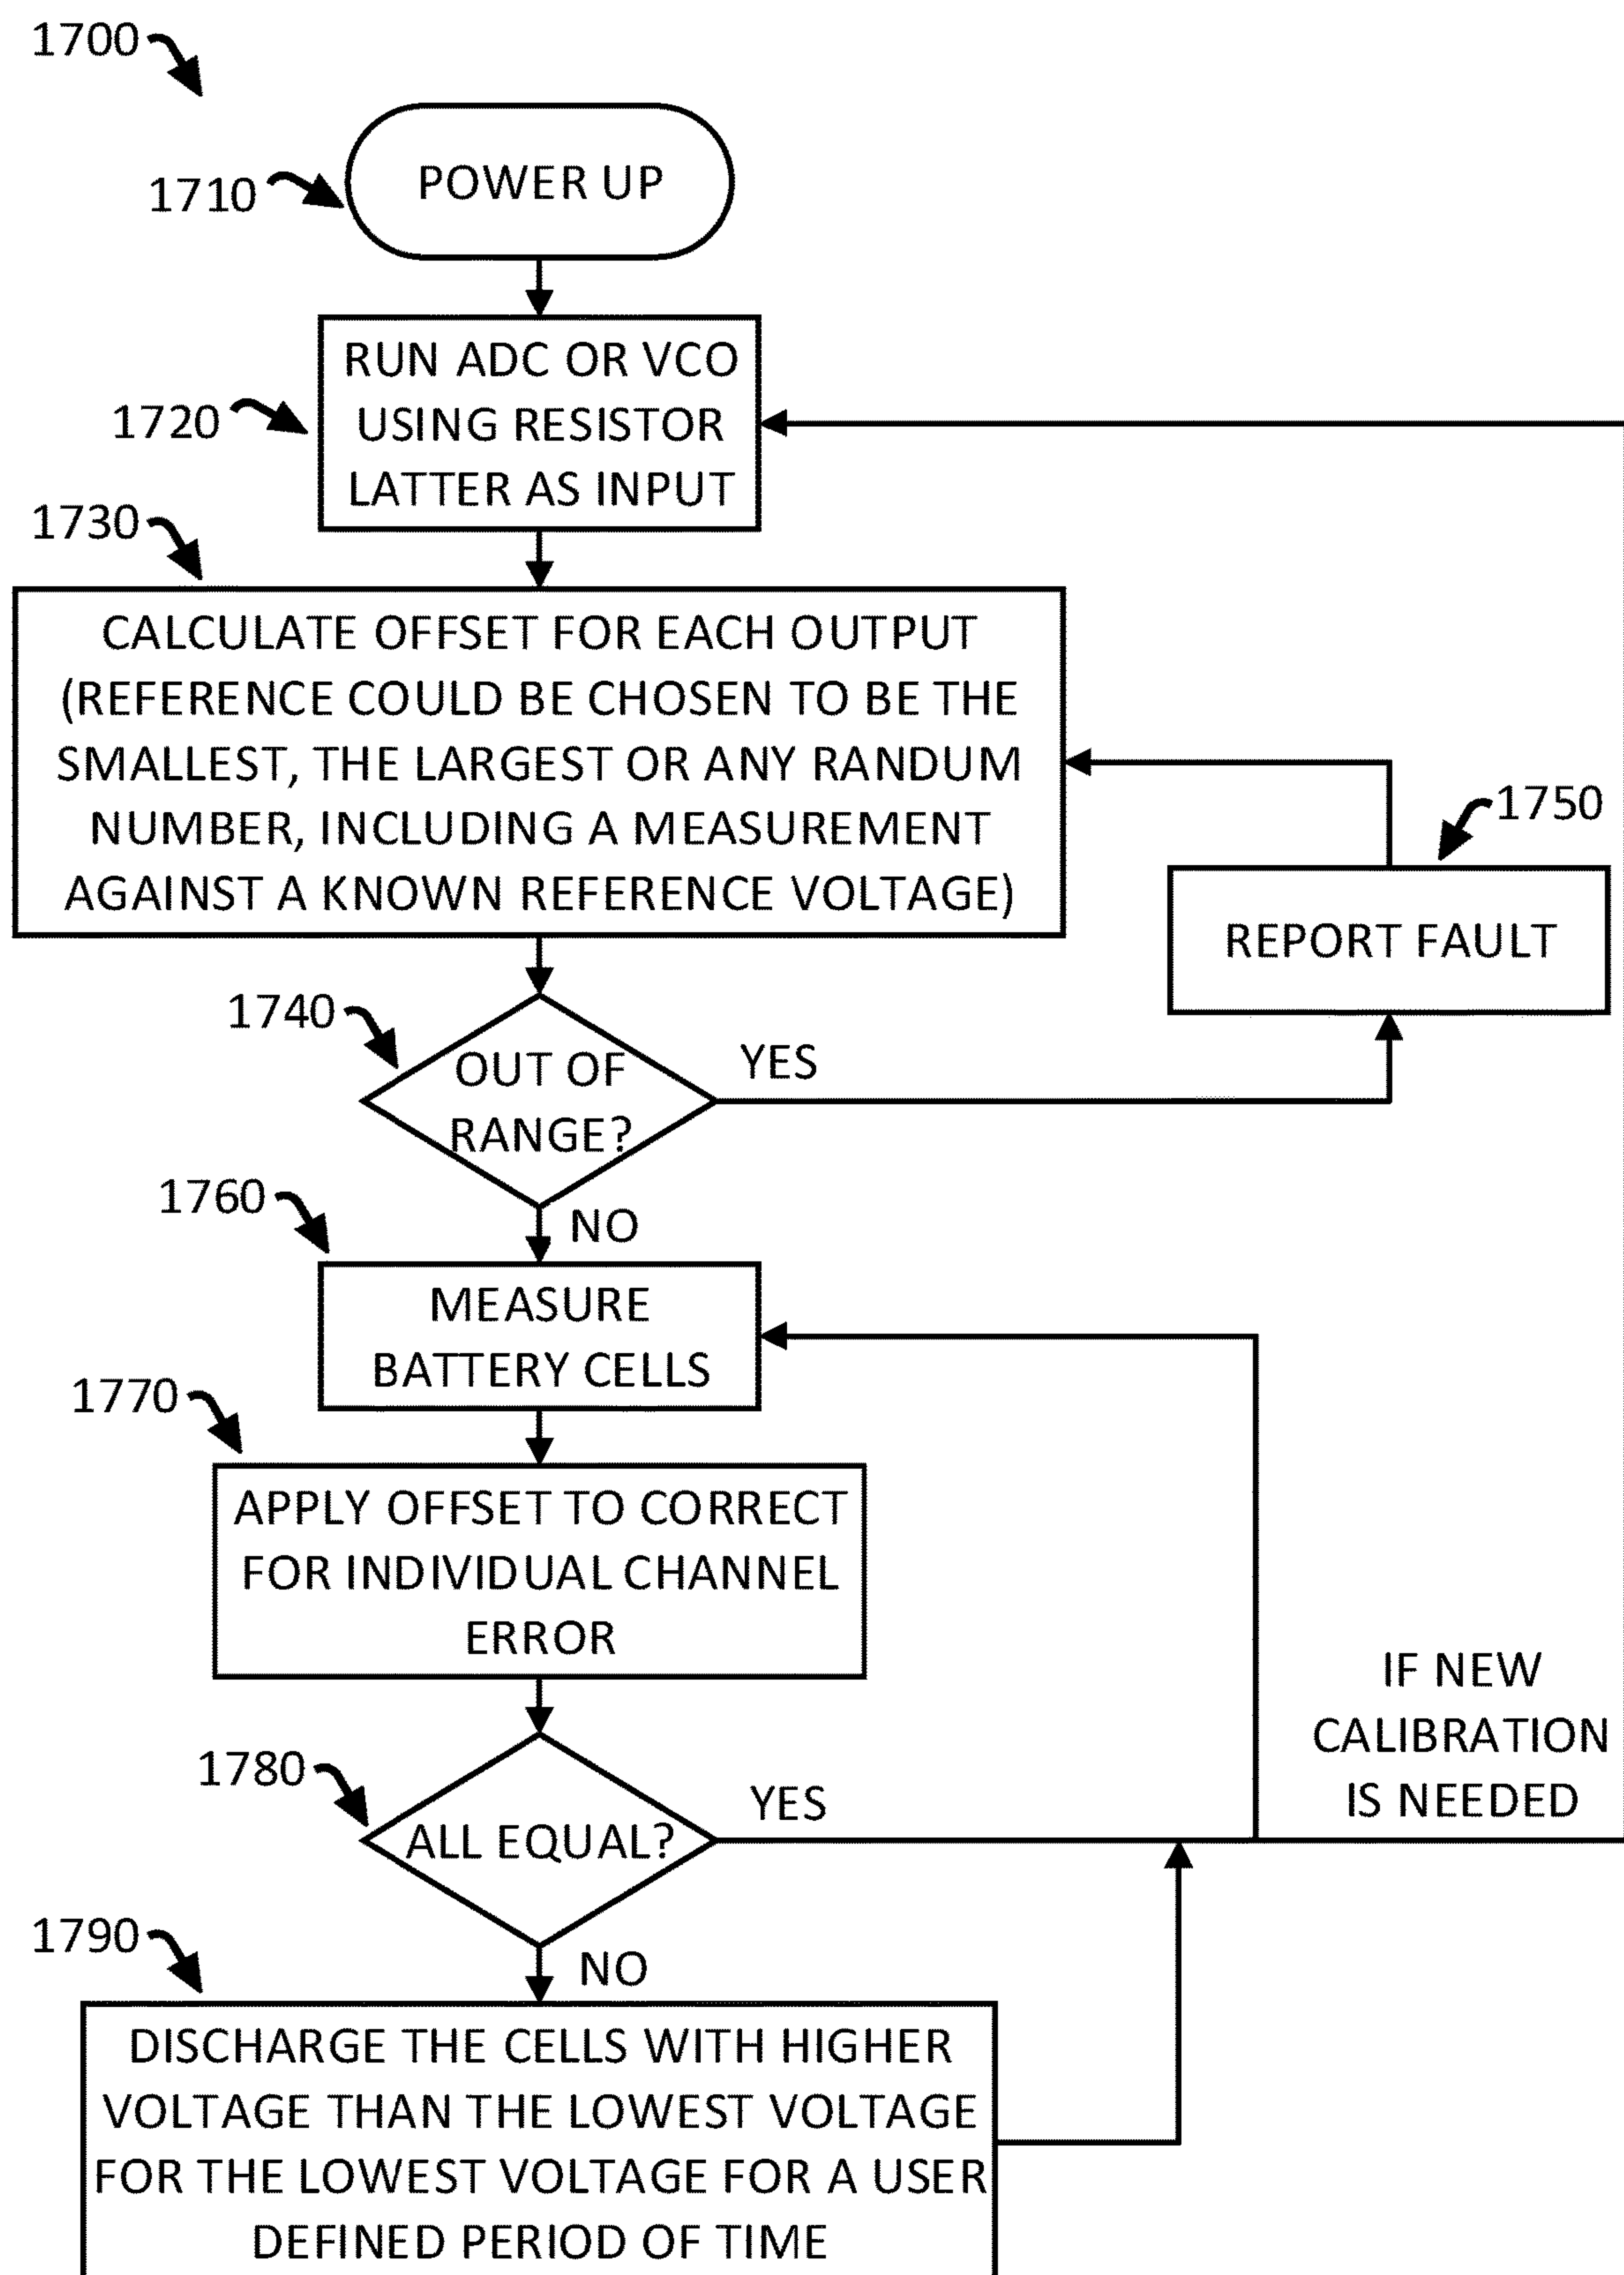 1700
1710
POWER UP
1720
RUN ADC OR VCO
USING RESISTOR
LATTER AS INPUT
1730
CALCULATE OFFSET FOR EACH OUTPUT
(REFERENCE COULD BE CHOSEN TO BE THE
SMALLEST, THE LARGEST OR ANY RANDUM
NUMBER, INCLUDING A MEASUREMENT
AGAINST A KNOWN REFERENCE VOLTAGE)
1750
REPORT FAULT
1740
OUT OF
RANGE?
YES
NO
1760
MEASURE
BATTERY CELLS
1770
APPLY OFFSET TO CORRECT
FOR INDIVIDUAL CHANNEL
ERROR
IF NEW
CALIBRATION
IS NEEDED
1780
ALL EQUAL?
YES
NO
1790
DISCHARGE THE CELLS WITH HIGHER
VOLTAGE THAN THE LOWEST VOLTAGE
FOR THE LOWEST VOLTAGE FOR A USER
DEFINED PERIOD OF TIME